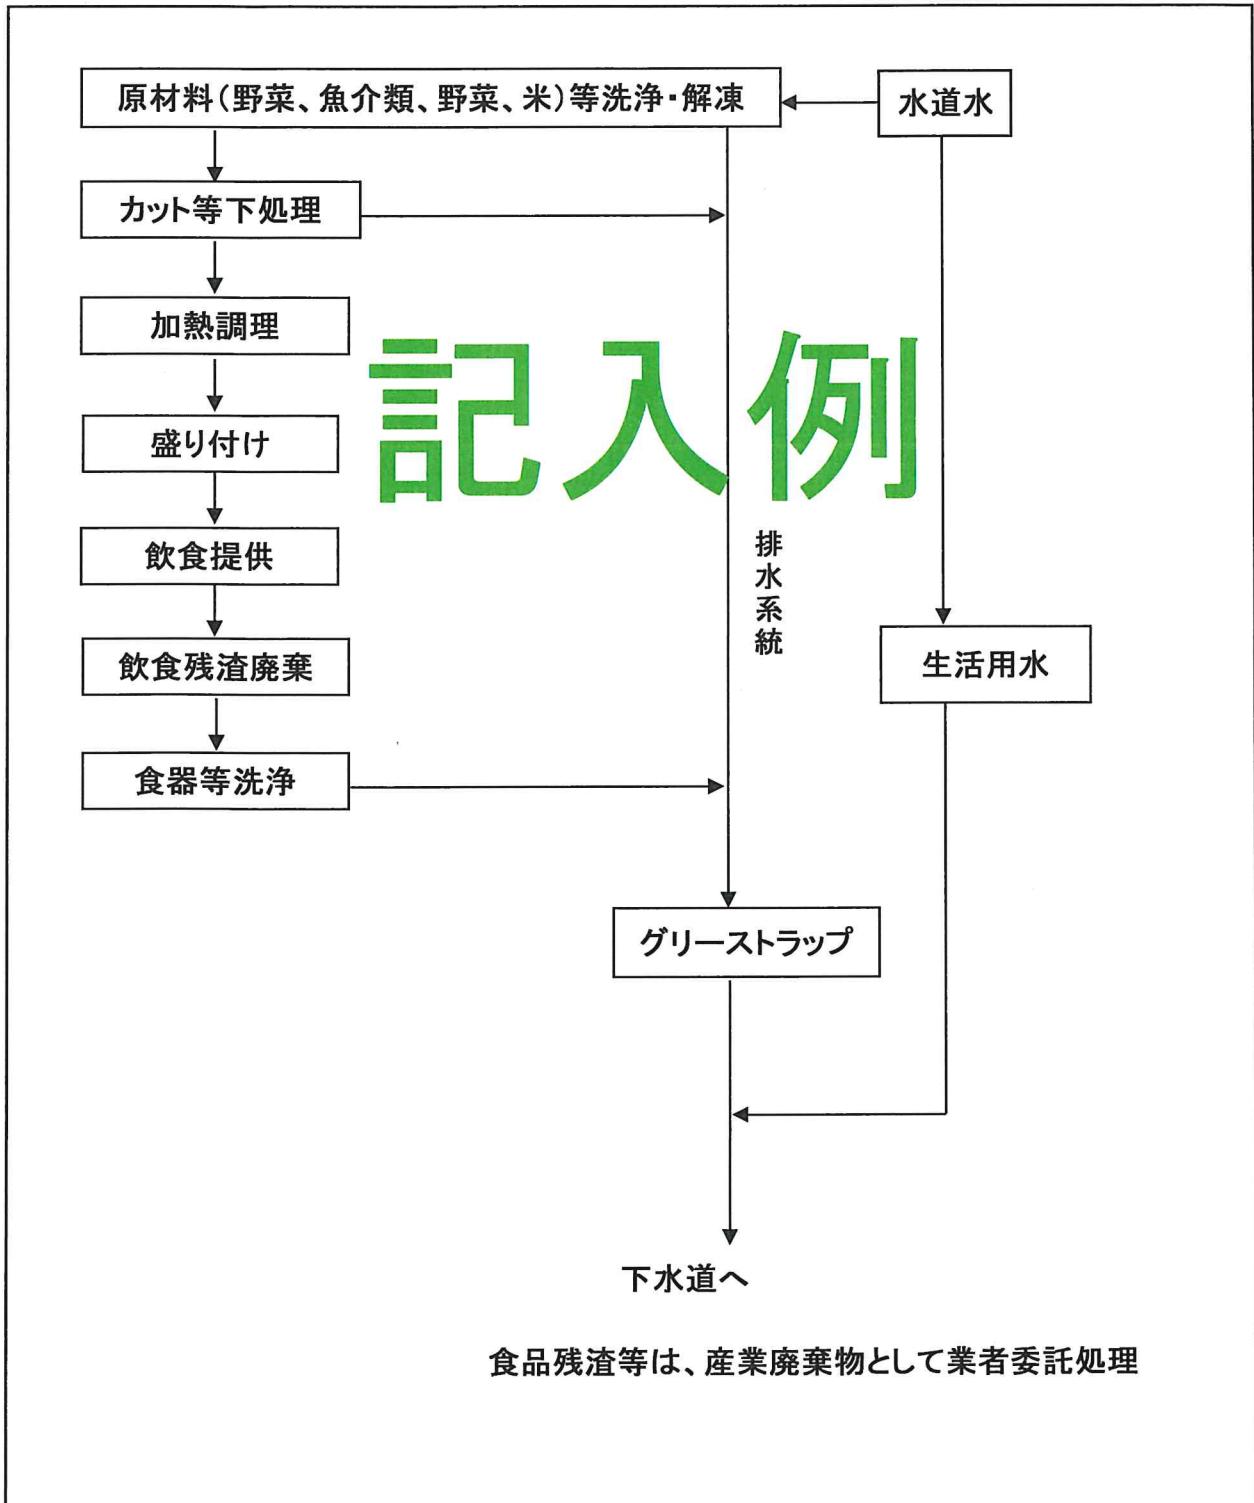 原材料（野菜、魚介類、野菜、米）等洗浄・解凍
水道水
カット等下処理
加熱調理
記入例
盛り付け
飲食提供
排水系統
飲食残渣廃棄
生活用水
食器等洗浄
グリーストラップ
下水道へ
食品残渣等は、産業廃棄物として業者委託処理